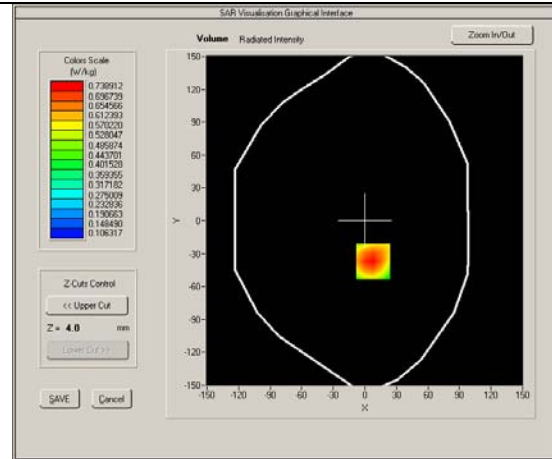 SAR Visualisation Graphical Interface
Volume Radiated Intensity
Zoom In/Out
Colors Scale
(W/kg)
0.738912
0.696739
0.654566
0.612393
0.570220
0.528047
0.485874
0.443701
0.401528
0.359355
0.317182
0.275009
0.232836
0.190663
0.148490
0.106317
Z-Cuts Control
<< Upper Cut
Z = 4.0 mm
Lower Cut >>
SAVE Cancel
150
120
90
60
30
0
-30
-60
-90
-120
-150
Y
-150 -120 -90 -60 -30 0 30 60 90 120 150
X